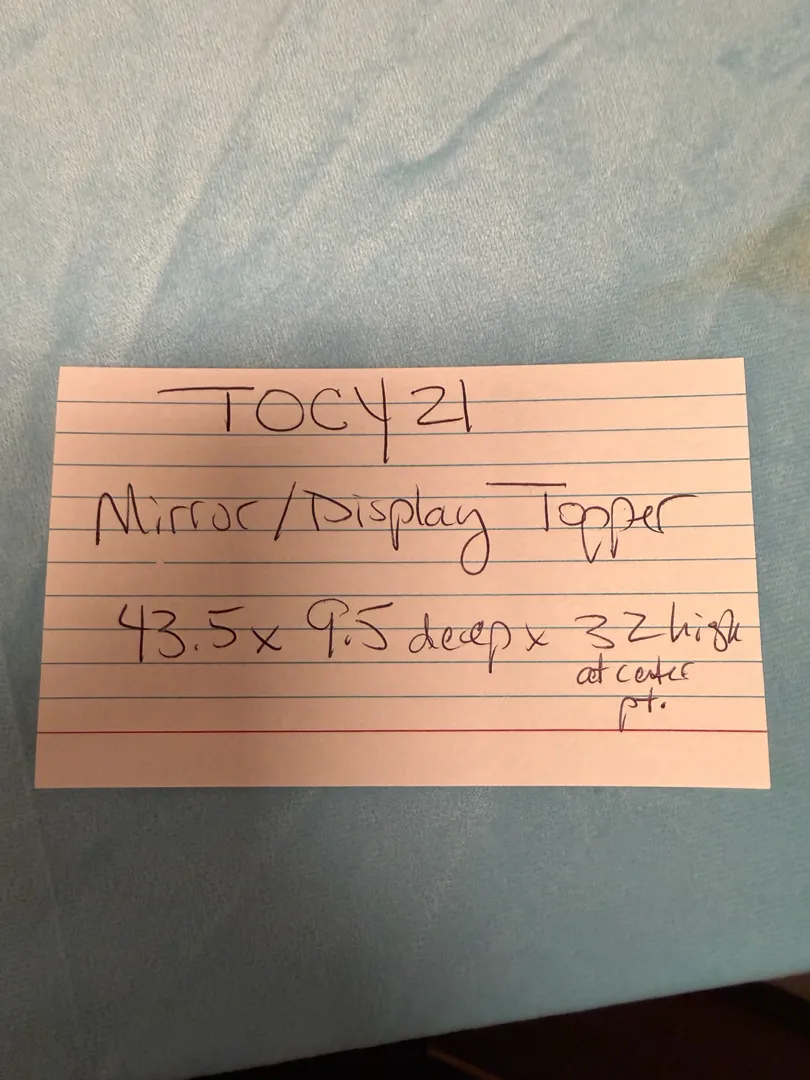 TOCY21
Mirror/Display Topper
43.5 x 9.5 deep x 32 high
at center
pt.